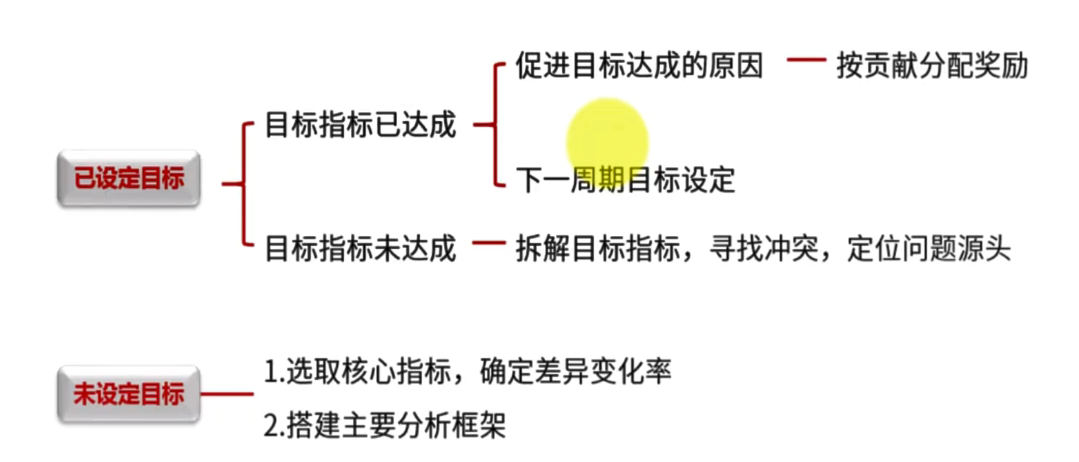 促进目标达成的原因
按贡献分配奖励
目标指标已达成
下一周期目标设定
已设定目标
目标指标未达成
拆解目标指标，寻找冲突，定位问题源头
1.选取核心指标，确定差异变化率
未设定目标
2.搭建主要分析框架